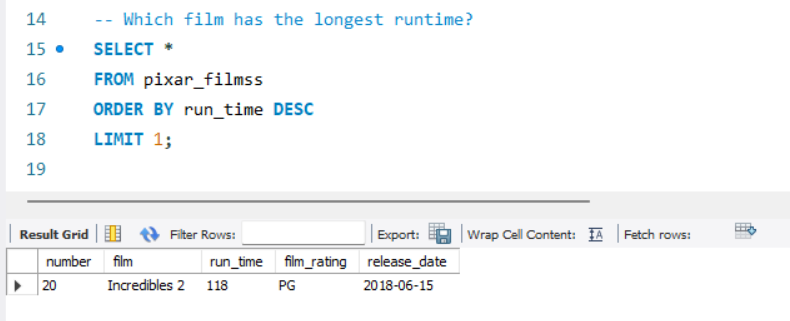 14 -- Which film has the longest runtime?
15 SELECT *
16 FROM pixar_filmss
17 ORDER BY run_time DESC
18 LIMIT 1;
19
Result Grid Filter Rows: Export: Wrap Cell Content: IA Fetch rows:
number film run_time film_rating release_date
20 Incredibles 2 118 PG 2018-06-15